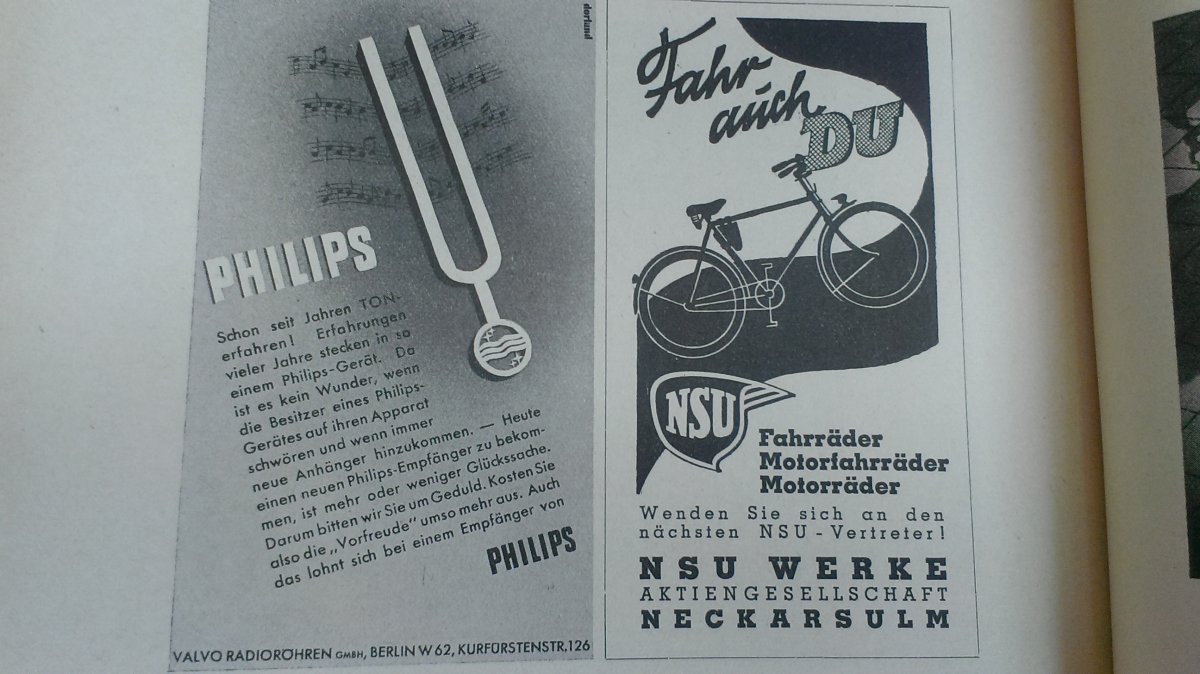 dorland
PHILIPS
Schon seit Jahren TON-
erfahren! Erfahrungen
vieler Jahre stecken in so
einem Philips-Gerät. Da
ist es kein Wunder, wenn
die Besitzer eines Philips-
Gerätes auf ihren Apparat
schwören und wenn immer
neue Anhänger hinzukommen. — Heute
einen neuen Philips-Empfänger zu bekom-
men, ist mehr oder weniger Glückssache.
Darum bitten wir Sie um Geduld. Kosten Sie
also die „Vorfreude" umso mehr aus. Auch
das lohnt sich bei einem Empfänger von
PHILIPS
VALVO RADIORÖHREN GMBH, BERLIN W 62, KURFÜRSTENSTR. 126
Fahr
auch
DU
NSU
Fahrräder
Motorfahrräder
Motorräder
Wenden Sie sich an den
nächsten NSU-Vertreter!
NSU WERKE
AKTIENGESELLSCHAFT
NECKARSULM